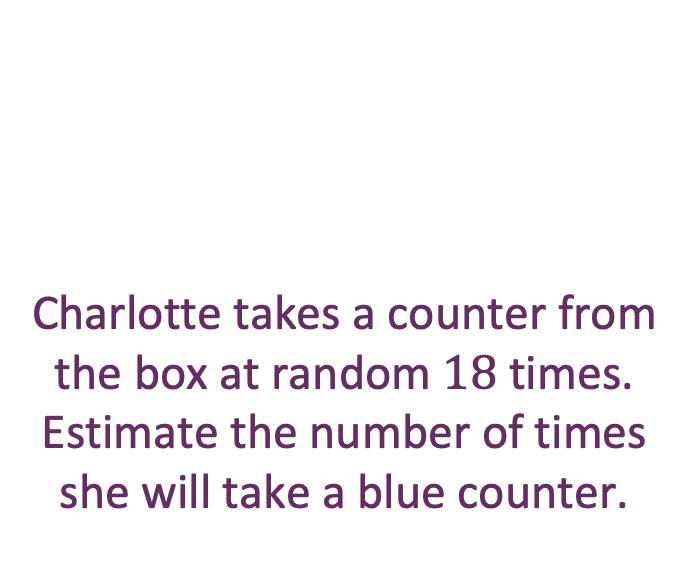 Charlotte takes a counter from
the box at random 18 times.
Estimate the number of times
she will take a blue counter.